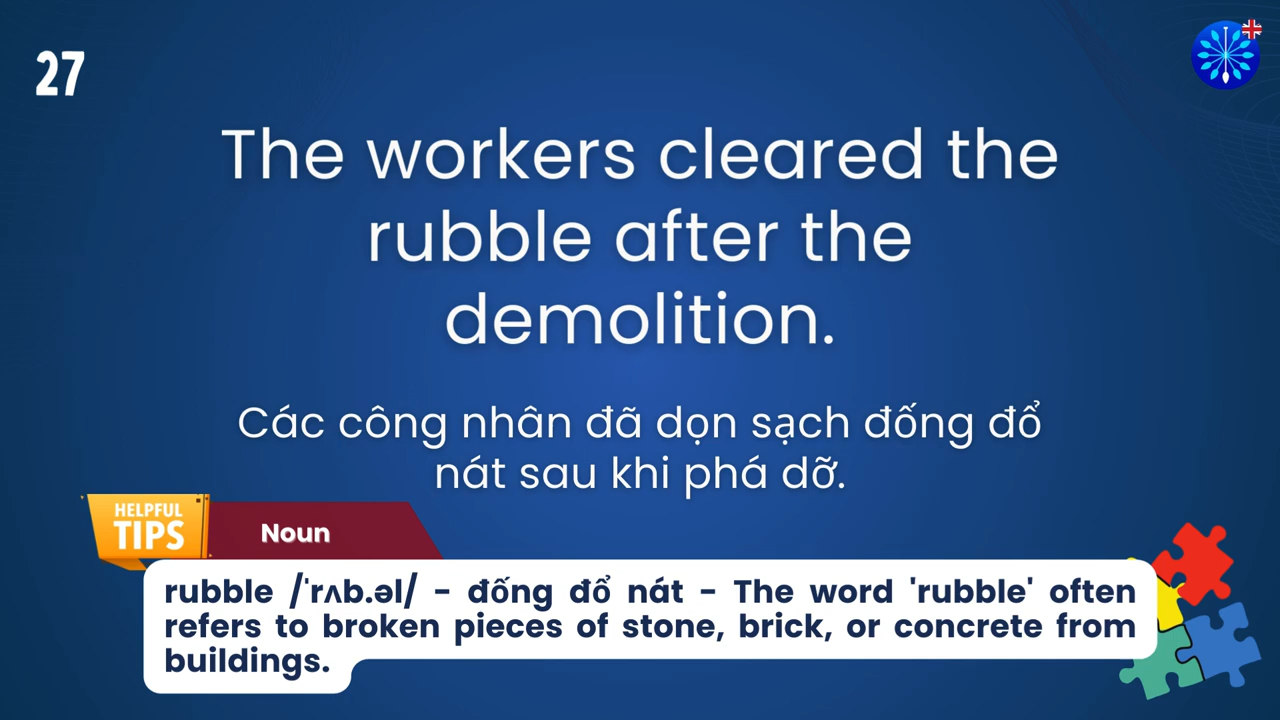 27
The workers cleared the
rubble after the
demolition.
Các công nhân đã dọn sạch đống đổ
nát sau khi phá dỡ.
HELPFUL
TIPS
Noun
rubble /ˈrʌb.əl/ - đống đổ nát - The word 'rubble' often
refers to broken pieces of stone, brick, or concrete from
buildings.